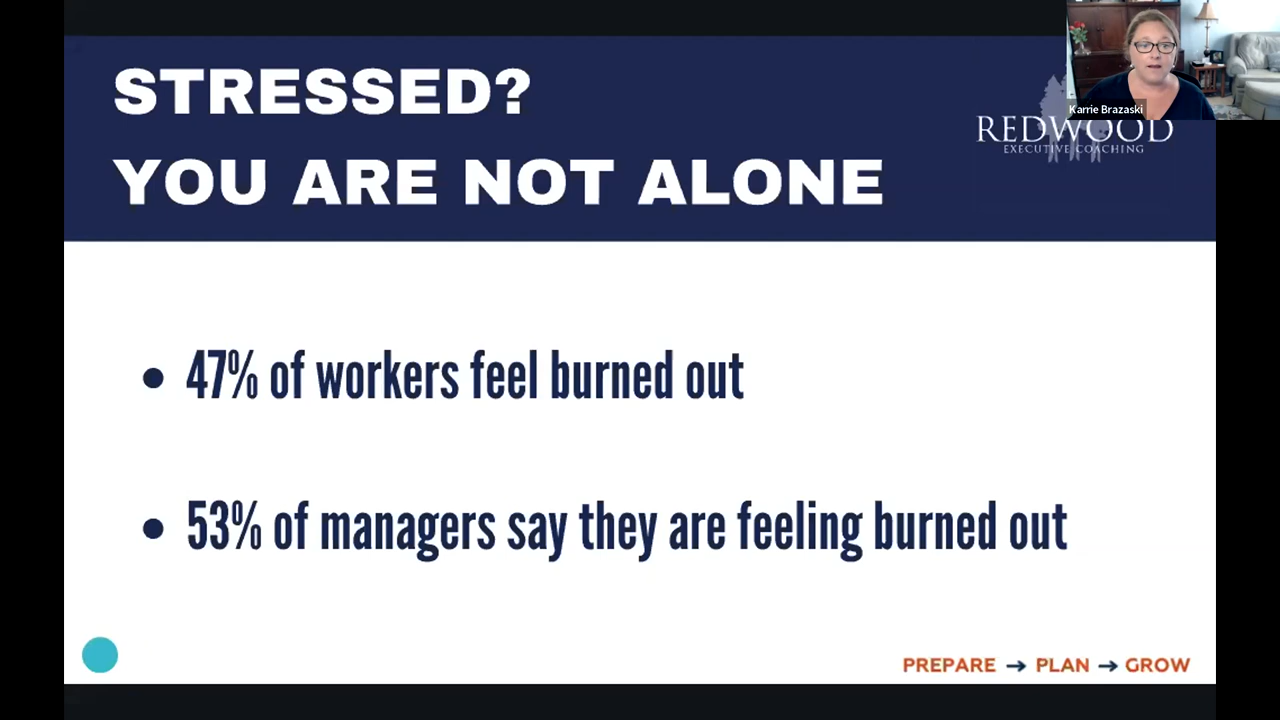 STRESSED?
YOU ARE NOT ALONE
Karrie Brazaski
REDWOOD
EXECUTIVE COACHING
• 47% of workers feel burned out
• 53% of managers say they are feeling burned out
PREPARE → PLAN → GROW